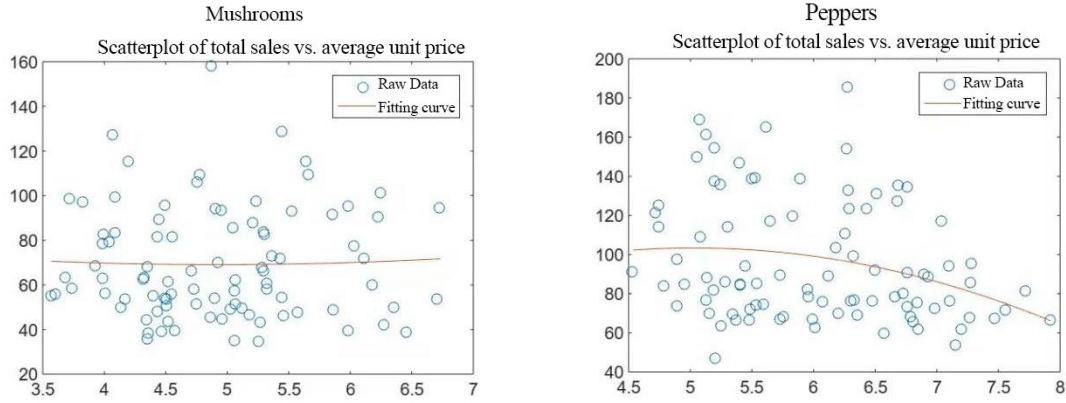 Mushrooms
Scatterplot of total sales vs. average unit price
160
140
120
100
80
60
40
20
3.5 4 4.5 5 5.5 6 6.5 7
Raw Data
Fitting curve
Peppers
Scatterplot of total sales vs. average unit price
200
180
160
140
120
100
80
60
40
4.5 5 5.5 6 6.5 7 7.5 8
Raw Data
Fitting curve